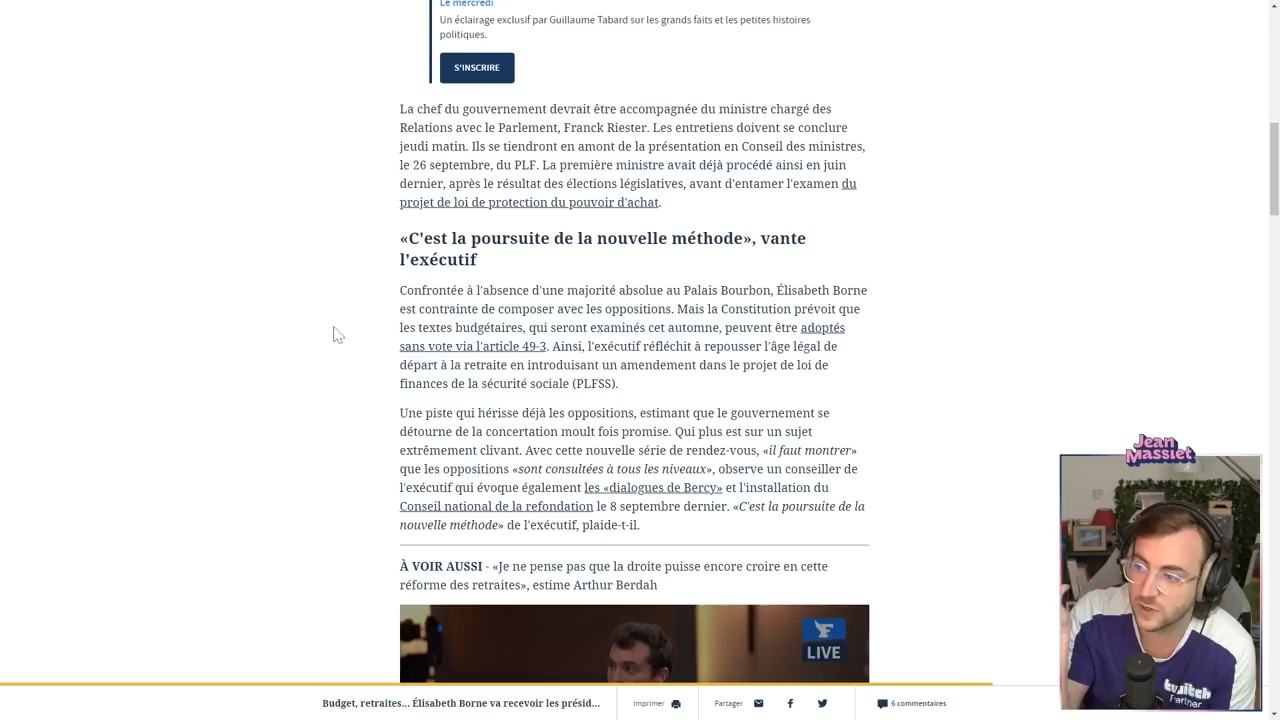 Le mercredi
Un éclairage exclusif par Guillaume Tabard sur les grands faits et les petites histoires
politiques.
S'INSCRIRE
La chef du gouvernement devrait être accompagnée du ministre chargé des
Relations avec le Parlement, Franck Riester. Les entretiens doivent se conclure
jeudi matin. Ils se tiendront en amont de la présentation en Conseil des ministres,
le 26 septembre, du PLF. La première ministre avait déjà procédé ainsi en juin
dernier, après le résultat des élections législatives, avant d'entamer l'examen du
projet de loi de protection du pouvoir d'achat.
«C'est la poursuite de la nouvelle méthode», vante
l'exécutif
Confrontée à l'absence d'une majorité absolue au Palais Bourbon, Élisabeth Borne
est contrainte de composer avec les oppositions. Mais la Constitution prévoit que
les textes budgétaires, qui seront examinés cet automne, peuvent être adoptés
sans vote via l'article 49-3. Ainsi, l'exécutif réfléchit à repousser l'âge légal de
départ à la retraite en introduisant un amendement dans le projet de loi de
finances de la sécurité sociale (PLFSS).
Une piste qui hérisse déjà les oppositions, estimant que le gouvernement se
détourne de la concertation moult fois promise. Qui plus est sur un sujet
extrêmement clivant. Avec cette nouvelle série de rendez-vous, «il faut montrer»
que les oppositions «sont consultées à tous les niveaux», observe un conseiller de
l'exécutif qui évoque également les «dialogues de Bercy» et l'installation du
Conseil national de la refondation le 8 septembre dernier. «C'est la poursuite de la
nouvelle méthode» de l'exécutif, plaide-t-il.
À VOIR AUSSI - «Je ne pense pas que la droite puisse encore croire en cette
réforme des retraites», estime Arthur Berdah
LIVE
Jean
Massiet
twitch
Partner
Budget, retraites... Élisabeth Borne va recevoir les présid...
Imprimer
Partager
6 commentaires